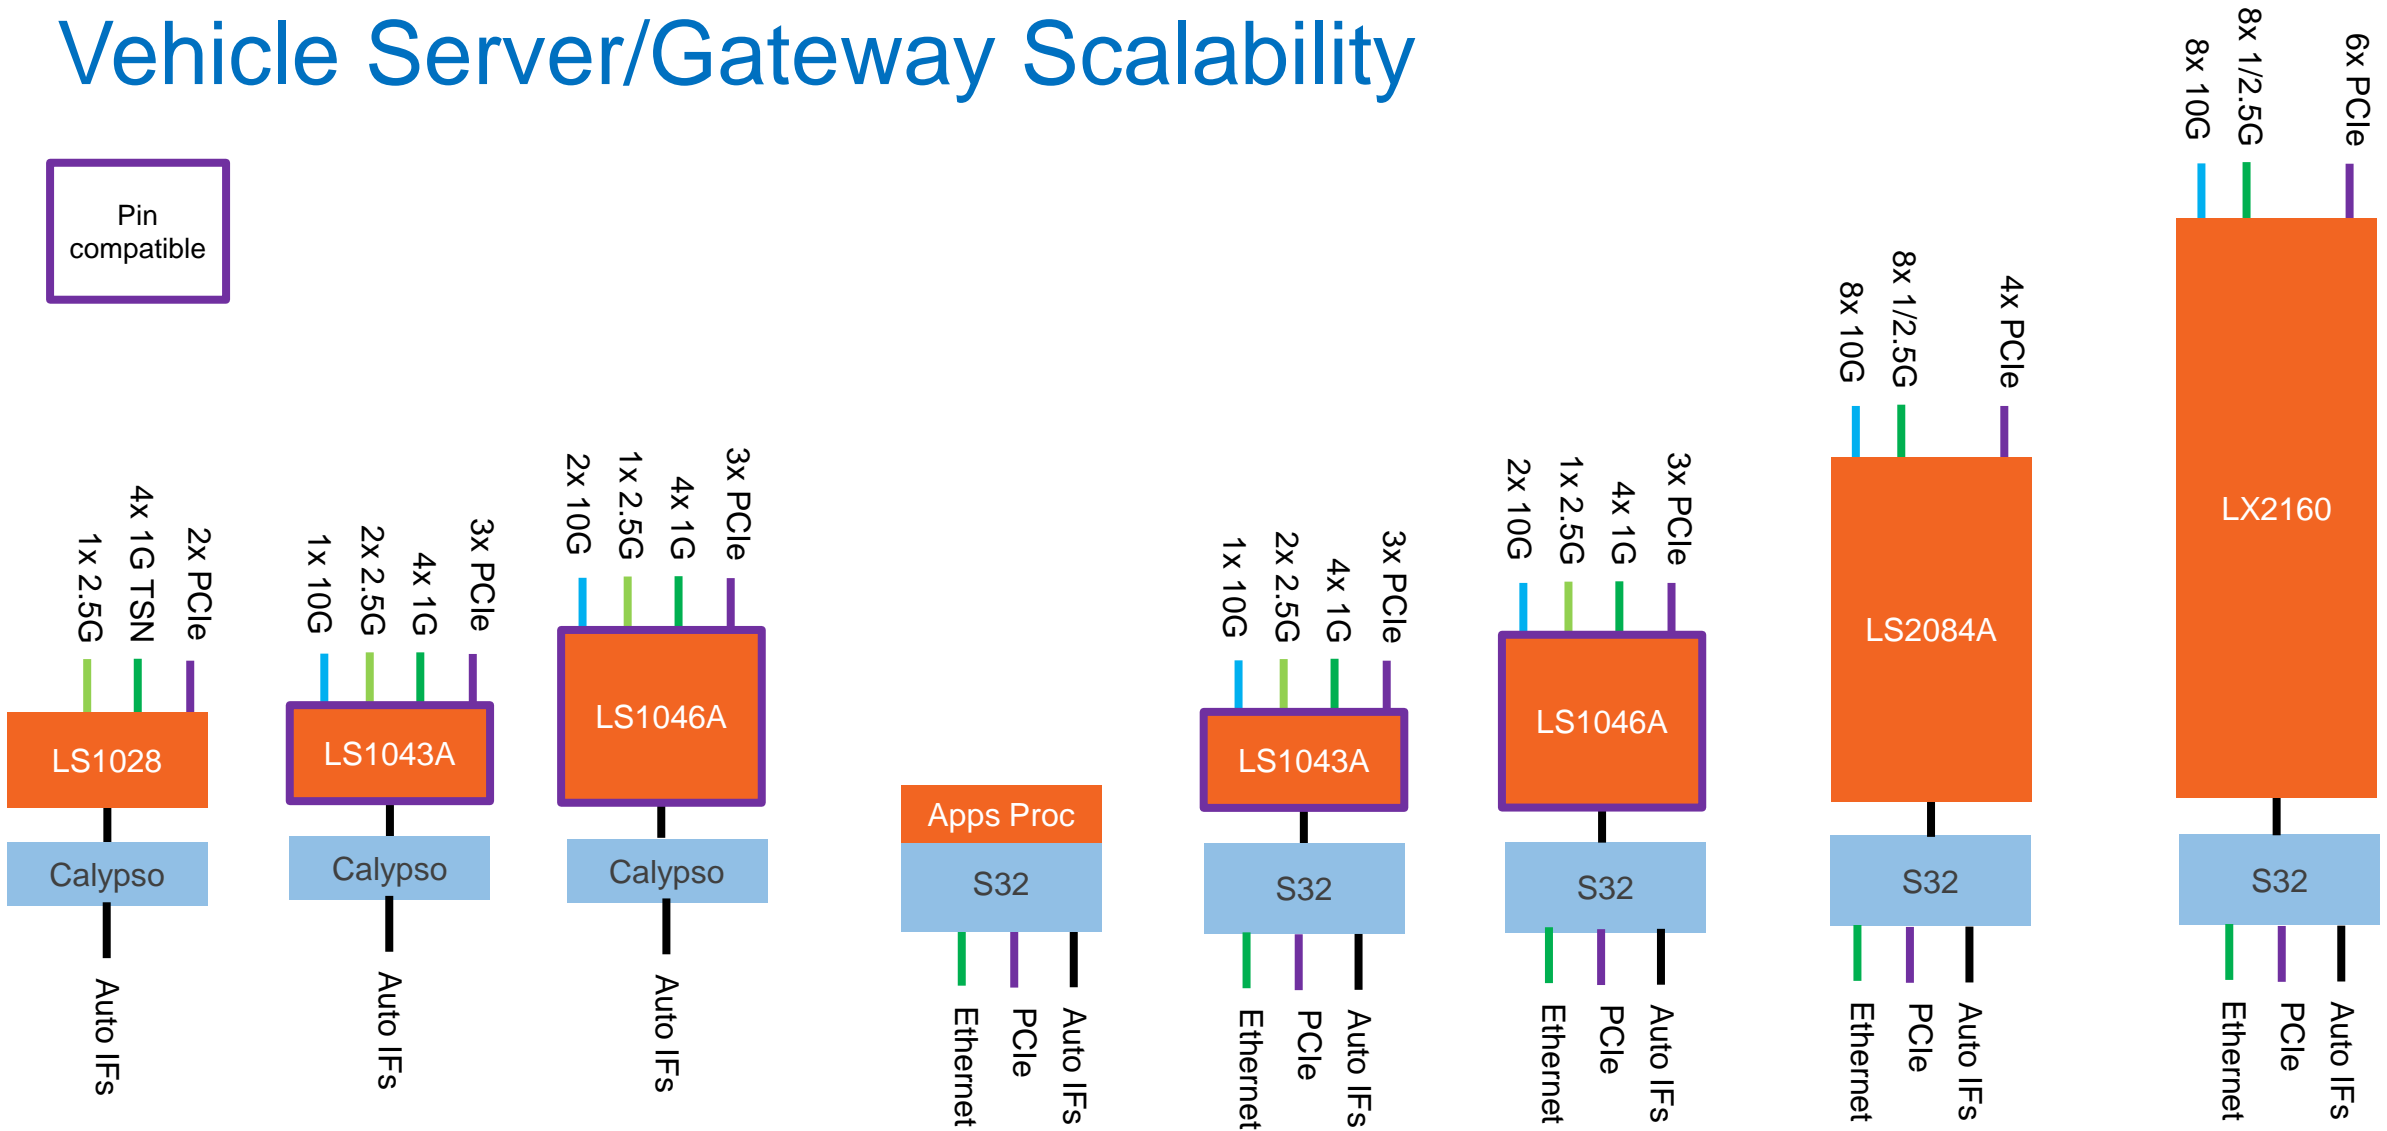 Vehicle Server/Gateway Scalability
Pin
compatible
1x 2.5G
4x 1G TSN
2x PCIe
LS1028
Calypso
Auto IFs
1x 10G
2x 2.5G
4x 1G
3x PCIe
LS1043A
Calypso
Auto IFs
2x 10G
1x 2.5G
4x 1G
3x PCIe
LS1046A
Calypso
Auto IFs
Apps Proc
S32
Ethernet
PCIe
Auto IFs
1x 10G
2x 2.5G
4x 1G
3x PCIe
LS1043A
S32
Ethernet
PCIe
Auto IFs
2x 10G
1x 2.5G
4x 1G
3x PCIe
LS1046A
S32
Ethernet
PCIe
Auto IFs
8x 10G
8x 1/2.5G
4x PCIe
LS2084A
S32
Ethernet
PCIe
Auto IFs
8x 10G
8x 1/2.5G
6x PCIe
LX2160
S32
Ethernet
PCIe
Auto IFs